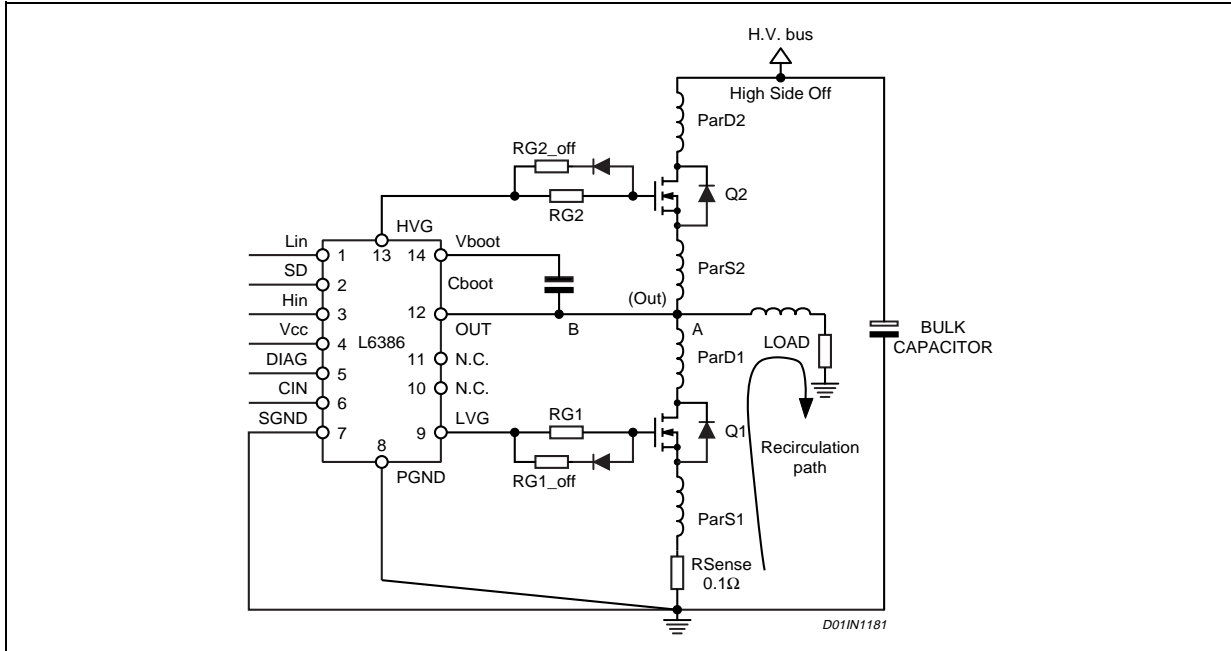 H.V. bus
High Side Off
ParD2
RG2_off
RG2
Q2
HVG
Vboot
Lin
1
13
14
SD
2
Cboot
ParS2
Hin
3
12
(Out)
OUT
B
A
Vcc
4
L6386
11
N.C.
ParD1
LOAD
BULK
CAPACITOR
DIAG
5
10
N.C.
CIN
6
SGND
7
LVG
9
RG1
Q1
8
PGND
RG1_off
Recirculation
path
ParS1
RSense
0.1Ω
D01IN1181